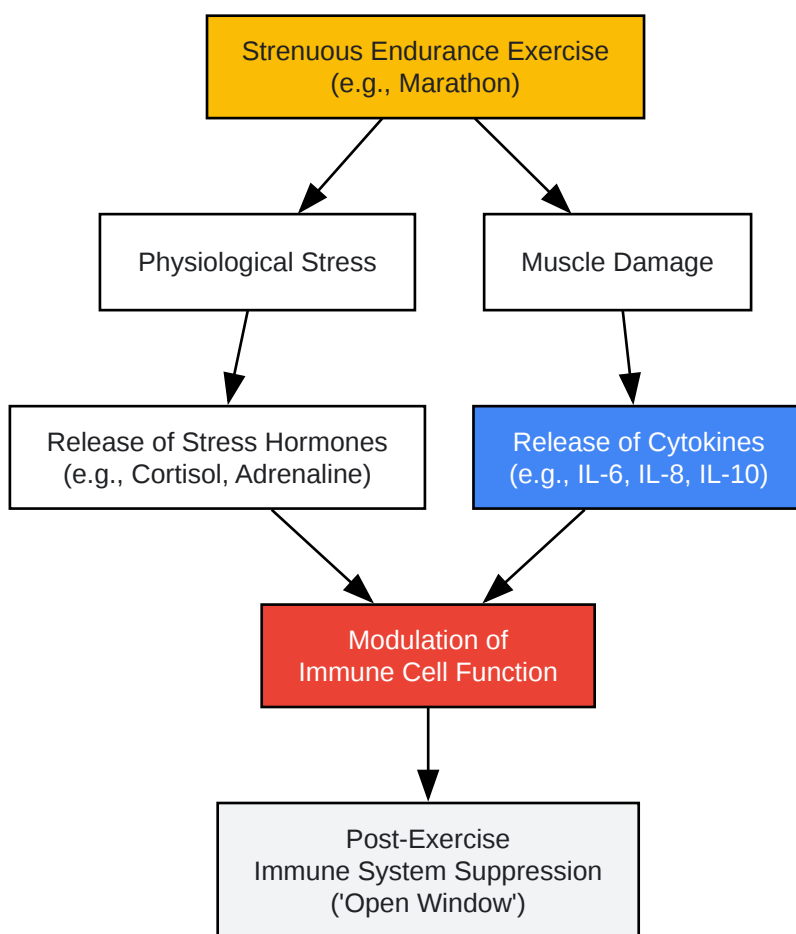 Strenuous Endurance Exercise
(e.g., Marathon)
Physiological Stress
Muscle Damage
Release of Stress Hormones
(e.g., Cortisol, Adrenaline)
Release of Cytokines
(e.g., IL-6, IL-8, IL-10)
Modulation of
Immune Cell Function
Post-Exercise
Immune System Suppression
('Open Window')